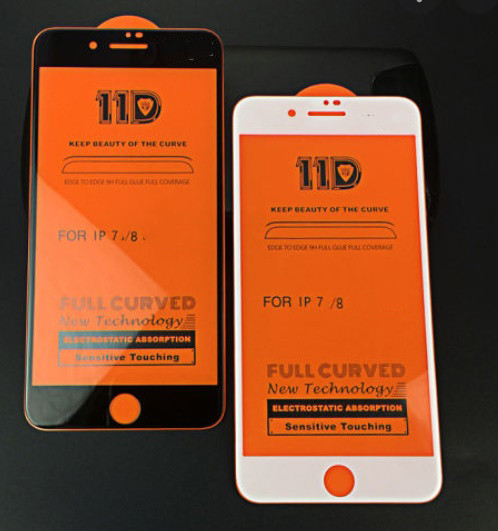 11D
KEEP BEAUTY OF THE CURVE
EDGE TO EDGE 9H FULL GLUE FULL COVERAGE
FOR IP 7 /8
FULL CURVED
New Technology
ELECTROSTATIC ABSORPTION
Sensitive Touching
11D
KEEP BEAUTY OF THE CURVE
EDGE TO EDGE 9H FULL GLUE FULL COVERAGE
FOR IP 7 /8
FULL CURVED
New Technology
ELECTROSTATIC ABSORPTION
Sensitive Touching